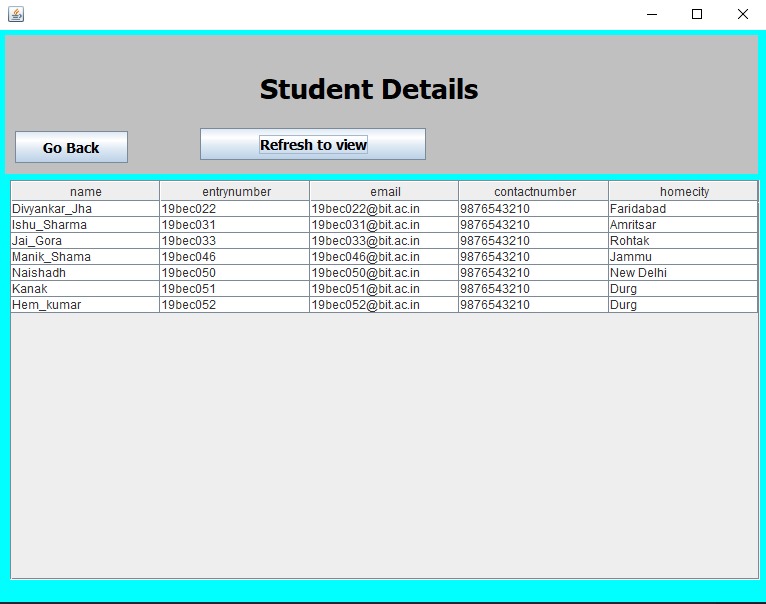 Student Details
Go Back Refresh to view
name entrynumber email contactnumber homecity
Divyankar_Jha 19bec022 19bec022@bit.ac.in 9876543210 Faridabad
Ishu_Sharma 19bec031 19bec031@bit.ac.in 9876543210 Amritsar
Jai_Gora 19bec033 19bec033@bit.ac.in 9876543210 Rohtak
Manik_Shama 19bec046 19bec046@bit.ac.in 9876543210 Jammu
Naishadh 19bec050 19bec050@bit.ac.in 9876543210 New Delhi
Kanak 19bec051 19bec051@bit.ac.in 9876543210 Durg
Hem_kumar 19bec052 19bec052@bit.ac.in 9876543210 Durg